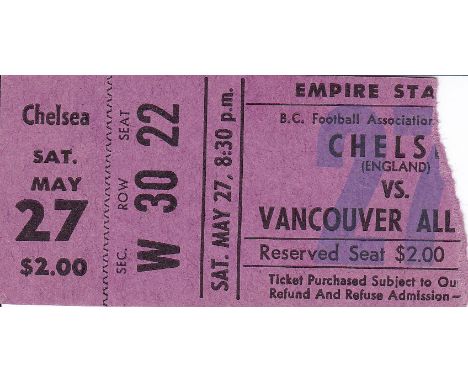 Chelsea
SAT.
MAY
27
$2.00
SEC. ROW SEAT
W 30 22
SAT. MAY 27, 8:30 p.m.
EMPIRE STA
B.C. Football Association
CHELS
(ENGLAND)
VS.
VANCOUVER ALL
Reserved Seat $2.00
Ticket Purchased Subject to Ou
Refund And Refuse Admission—